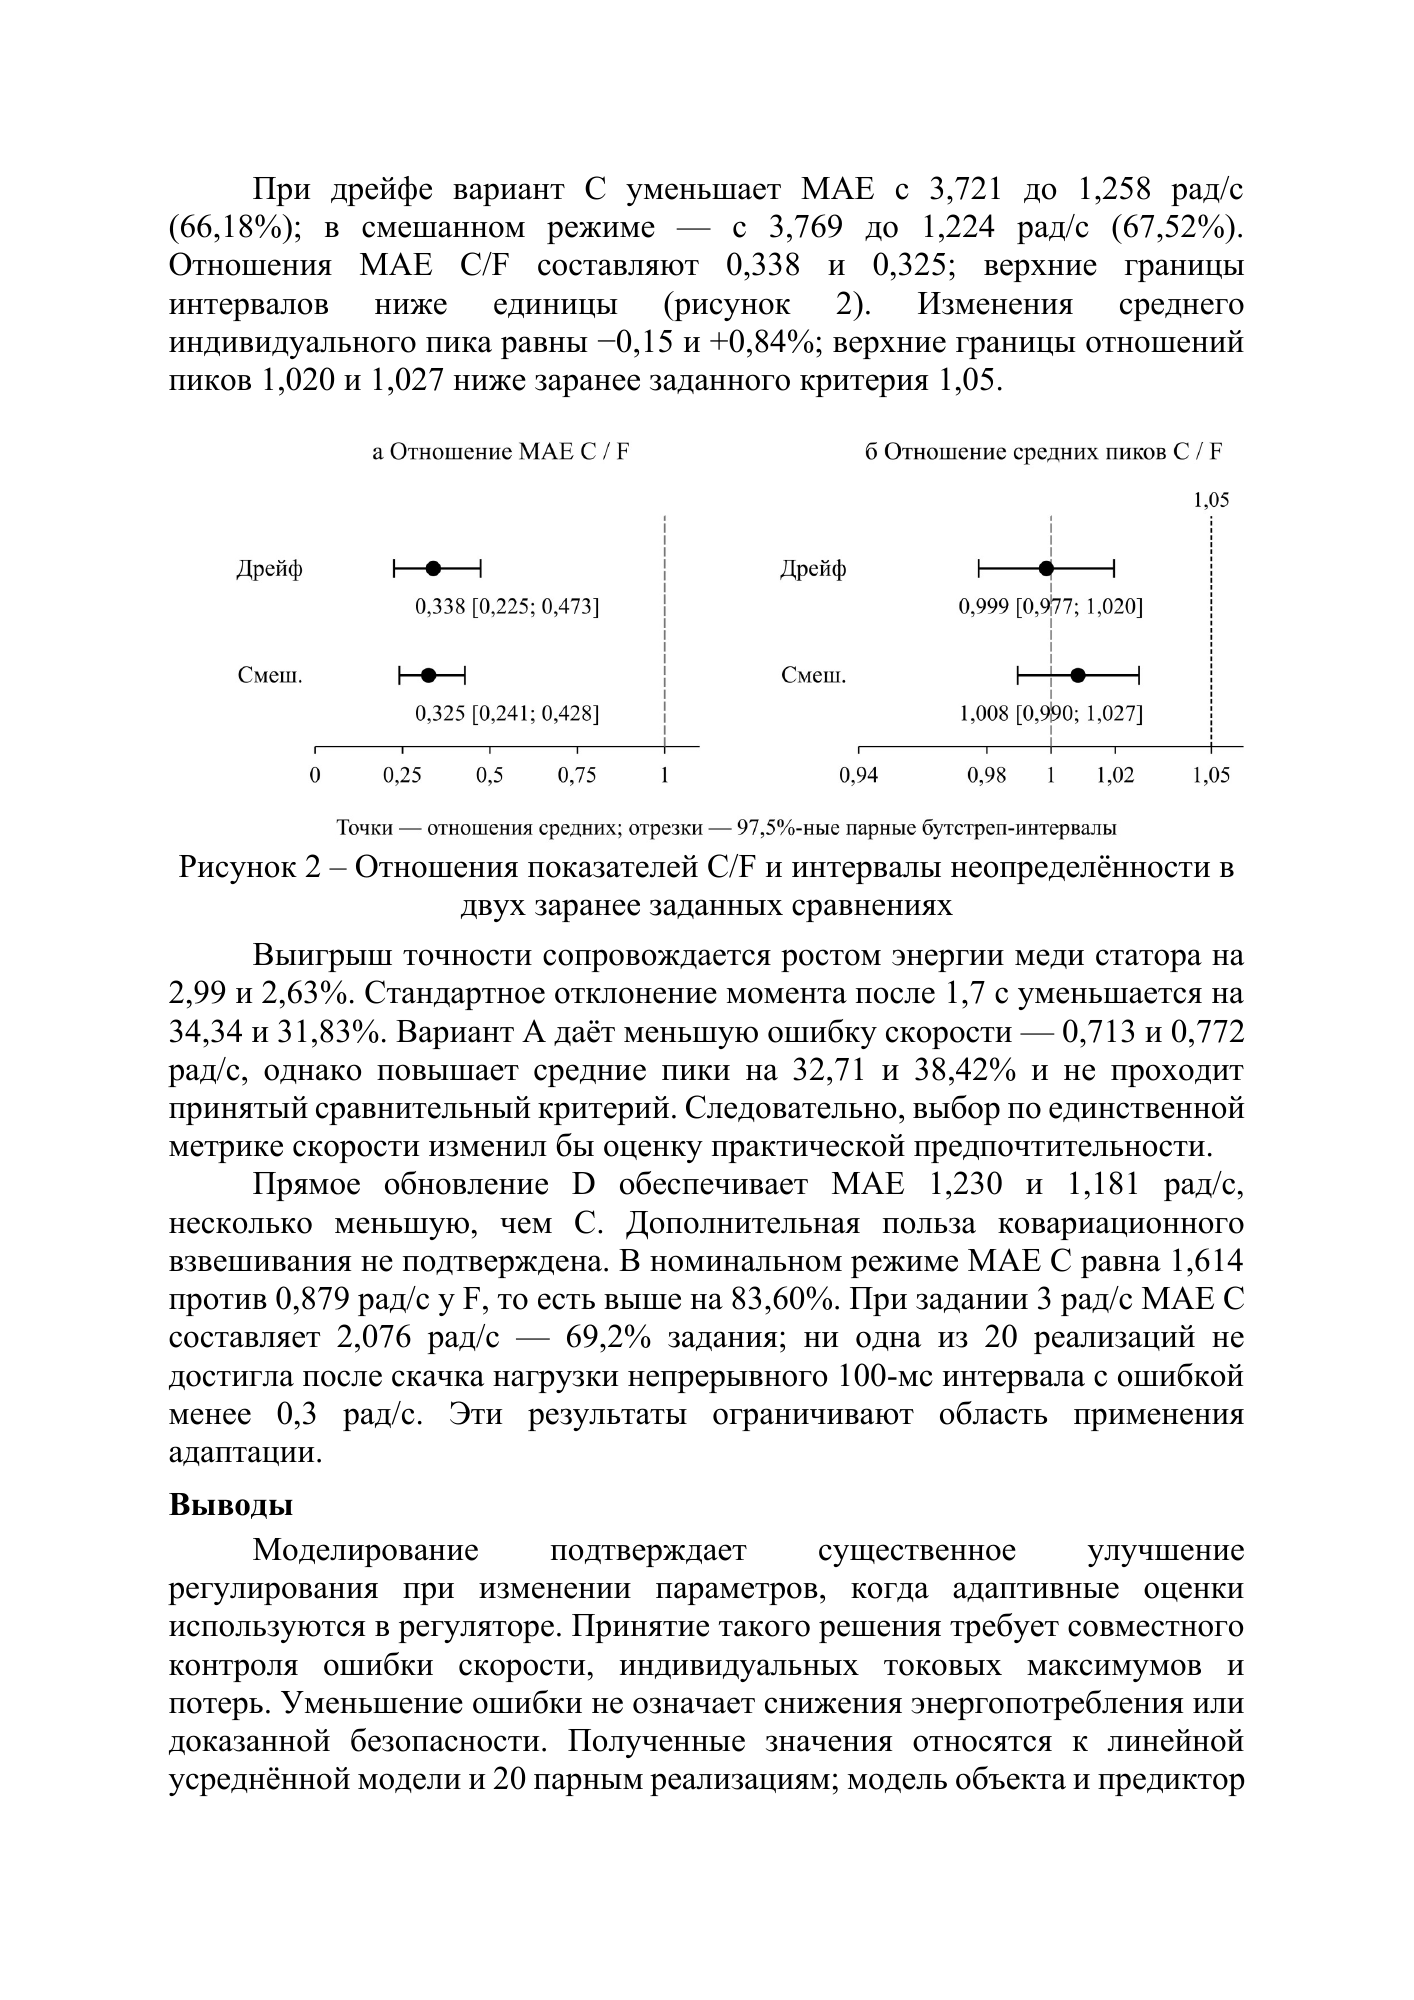 При дрейфе вариант С уменьшает МАЕ с 3,721 до 1,258 рад/с
(66,18%); в смешанном режиме — с 3,769 до 1,224 рад/с (67,52%).
Отношения МАЕ C/F составляют 0,338 и 0,325; верхние границы
интервалов ниже единицы (рисунок 2). Изменения среднего
индивидуального пика равны −0,15 и +0,84%; верхние границы отношений
пиков 1,020 и 1,027 ниже заранее заданного критерия 1,05.
а Отношение MAE C / F
б Отношение средних пиков C / F
1,05
Дрейф
0,338 [0,225; 0,473]
Смеш.
0,325 [0,241; 0,428]
0 0,25 0,5 0,75 1
Дрейф
0,999 [0,977; 1,020]
Смеш.
1,008 [0,990; 1,027]
0,94 0,98 1 1,02 1,05
Точки — отношения средних; отрезки — 97,5%-ные парные бутстреп-интервалы
Рисунок 2 – Отношения показателей C/F и интервалы неопределённости в
двух заранее заданных сравнениях
Выигрыш точности сопровождается ростом энергии меди статора на
2,99 и 2,63%. Стандартное отклонение момента после 1,7 с уменьшается на
34,34 и 31,83%. Вариант А даёт меньшую ошибку скорости — 0,713 и 0,772
рад/с, однако повышает средние пики на 32,71 и 38,42% и не проходит
принятый сравнительный критерий. Следовательно, выбор по единственной
метрике скорости изменил бы оценку практической предпочтительности.
Прямое обновление D обеспечивает MAE 1,230 и 1,181 рад/с,
несколько меньшую, чем C. Дополнительная польза ковариационного
взвешивания не подтверждена. В номинальном режиме MAE C равна 1,614
против 0,879 рад/с у F, то есть выше на 83,60%. При задании 3 рад/с MAE C
составляет 2,076 рад/с — 69,2% задания; ни одна из 20 реализаций не
достигла после скачка нагрузки непрерывного 100-мс интервала с ошибкой
менее 0,3 рад/с. Эти результаты ограничивают область применения
адаптации.
Выводы
Моделирование подтверждает существенное улучшение
регулирования при изменении параметров, когда адаптивные оценки
используются в регуляторе. Принятие такого решения требует совместного
контроля ошибки скорости, индивидуальных токовых максимумов и
потерь. Уменьшение ошибки не означает снижения энергопотребления или
доказанной безопасности. Полученные значения относятся к линейной
усреднённой модели и 20 парным реализациям; модель объекта и предиктор